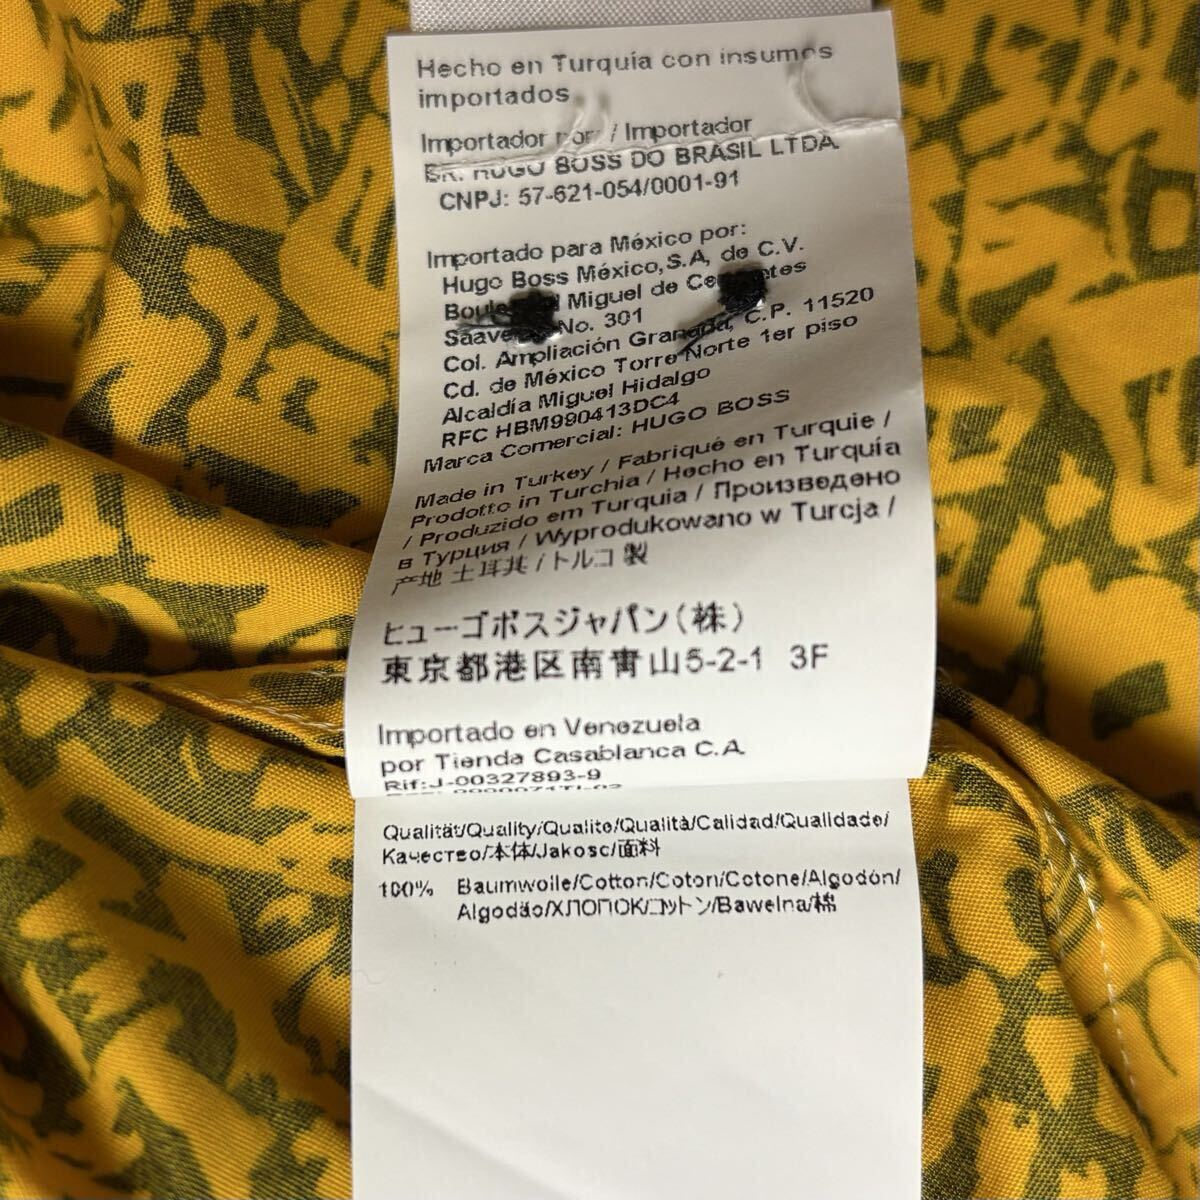 Hecho en Turquía con insumos
importados
Importador por / Importador
BR: HUGO BOSS DO BRASIL LTDA.
CNPJ: 57-621-054/0001-91
Importado para México por:
Hugo Boss México,S.A, de C.V.
Miguel de
No. 301
Col. Ampliación Granada, C.P. 11520
Cd. de México Torre Norte 1er piso
Alcaldía Miguel Hidalgo
RFC HBM990413DC4
Marca Comercial: HUGO BOSS
Made in Turkey / Fabriqué en Turquie /
Prodotto in Turchia / Hecho en Turquía
/ Produzido em Turquia / Произведено
в Турция / Wyprodukowano w Turcja /
产地 土耳其 / トルコ 製
ヒューゴボスジャパン(株)
東京都港区南青山5-2-1 3F
Importado en Venezuela
por Tienda Casablanca C.A.
Rif:J-00327893-9
Qualität/Quality/Qualite/Qualità/Calidad/Qualidade/
Качество/本体/Jakosc/面料
100% Baumwolle/Cotton/Coton/Cotone/Algodón/
Algodão/ХЛОПОК/コットン/Bawelna/棉